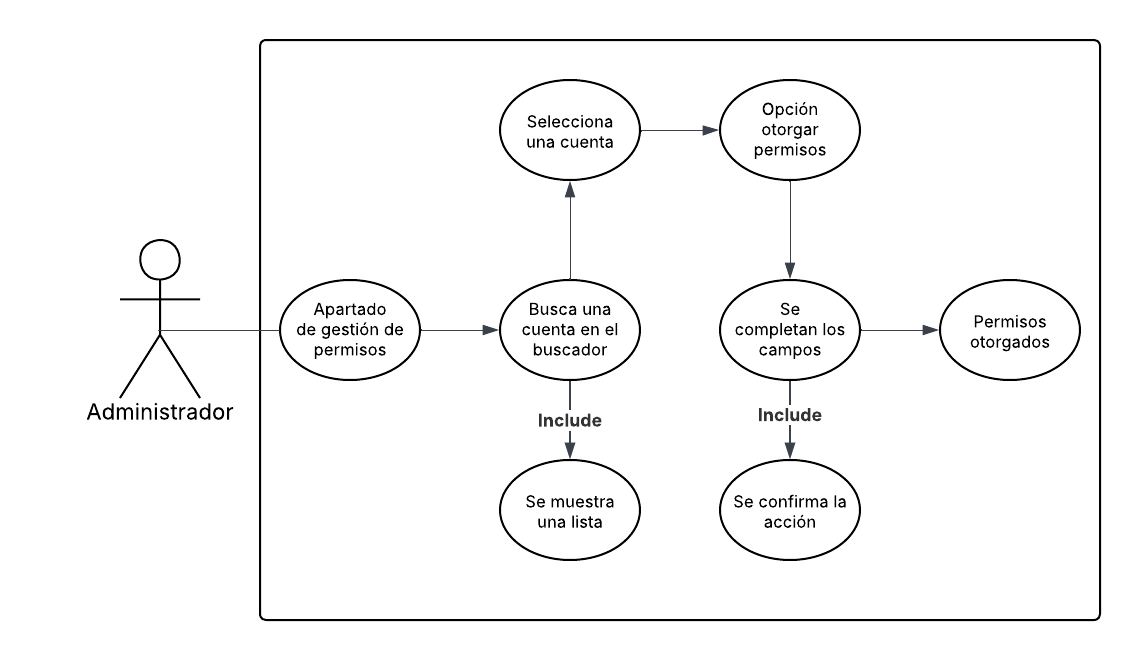 Selecciona
una cuenta
Opción
otorgar
permisos
Apartado
de gestión de
permisos
Busca una
cuenta en el
buscador
Se
completan los
campos
Permisos
otorgados
Administrador
Include
Include
Se muestra
una lista
Se confirma la
acción